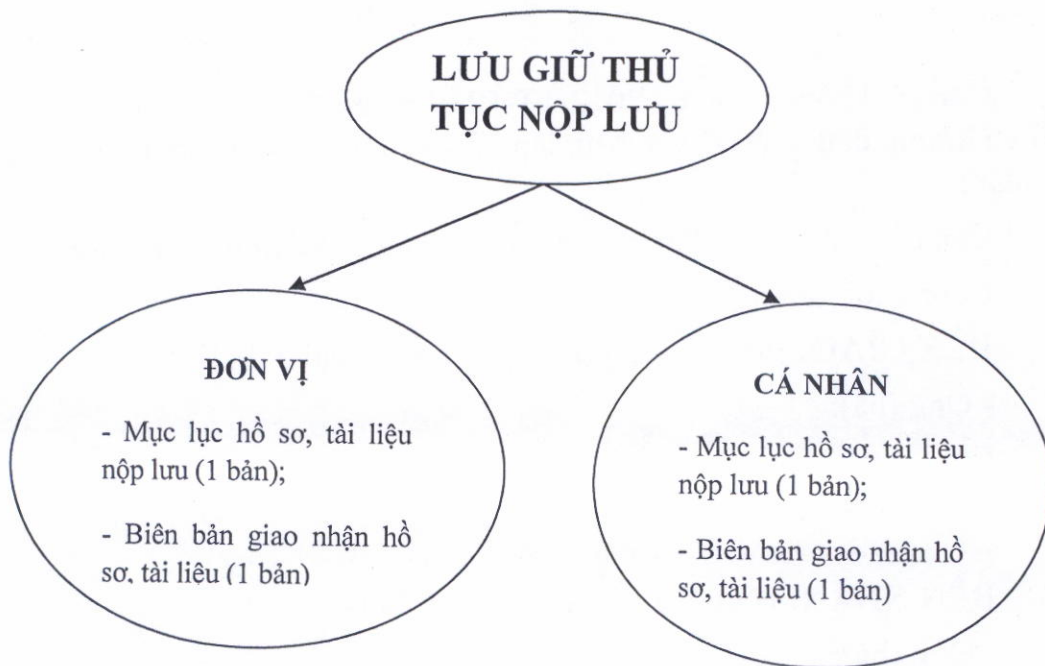 LƯU GIỮ THỦ
TỤC NỘP LƯU
ĐƠN VỊ
- Mục lục hồ sơ, tài liệu
nộp lưu (1 bản);
- Biên bản giao nhận hồ
sơ, tài liệu (1 bản)
CÁ NHÂN
- Mục lục hồ sơ, tài liệu
nộp lưu (1 bản);
- Biên bản giao nhận hồ
sơ, tài liệu (1 bản)